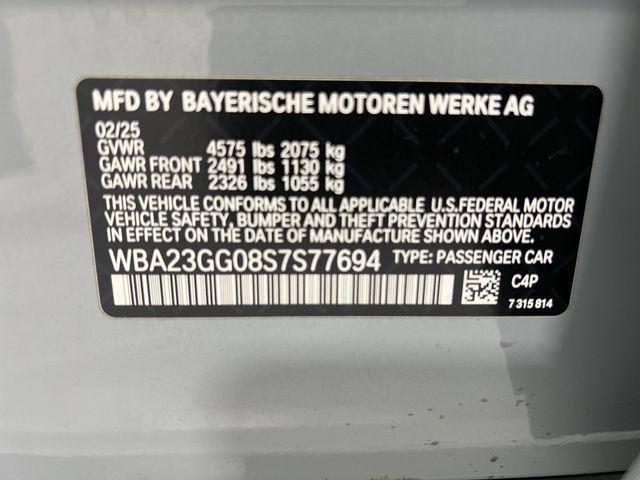 MFD BY BAYERISCHE MOTOREN WERKE AG
02/25
GVWR 4575 lbs 2075 kg
GAWR FRONT 2491 lbs 1130 kg
GAWR REAR 2326 lbs 1055 kg
THIS VEHICLE CONFORMS TO ALL APPLICABLE U.S.FEDERAL MOTOR
VEHICLE SAFETY, BUMPER AND THEFT PREVENTION STANDARDS
IN EFFECT ON THE DATE OF MANUFACTURE SHOWN ABOVE.
WBA23GG08S7S77694 TYPE: PASSENGER CAR
C4P
7 315 814